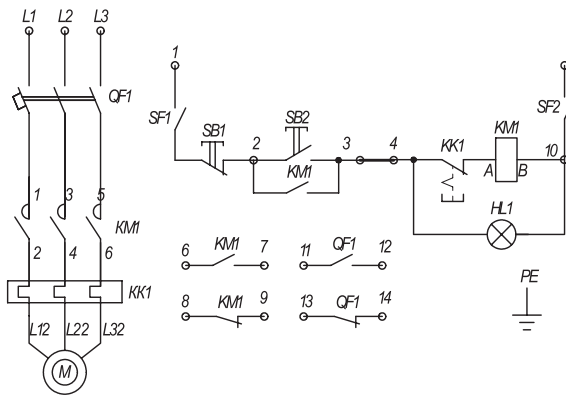 L1 L2 L3
1
QF1
SF1
SB1
2
SB2
KM1
3
4
KK1
KM1
A
B
SF2
10
HL1
1 3 5
KM1
2 4 6
KK1
L12 L22 L32
M
6 KM1 7
11 QF1 12
8 KM1 9
13 QF1 14
PE